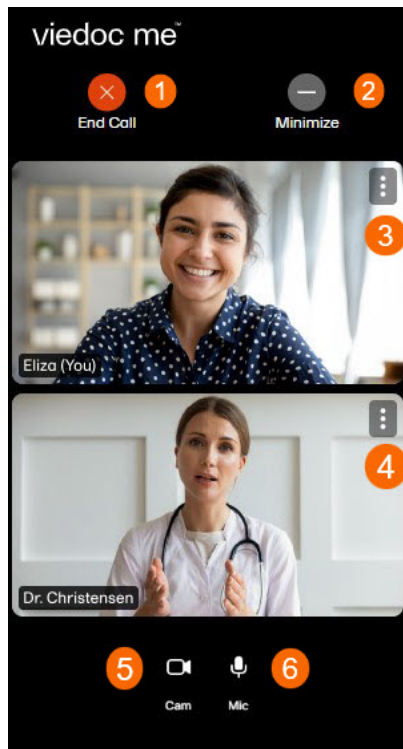 viedoc me™
1
2
End Call
Minimize
3
Eliza (You)
4
Dr. Christensen
5
6
Cam
Mic